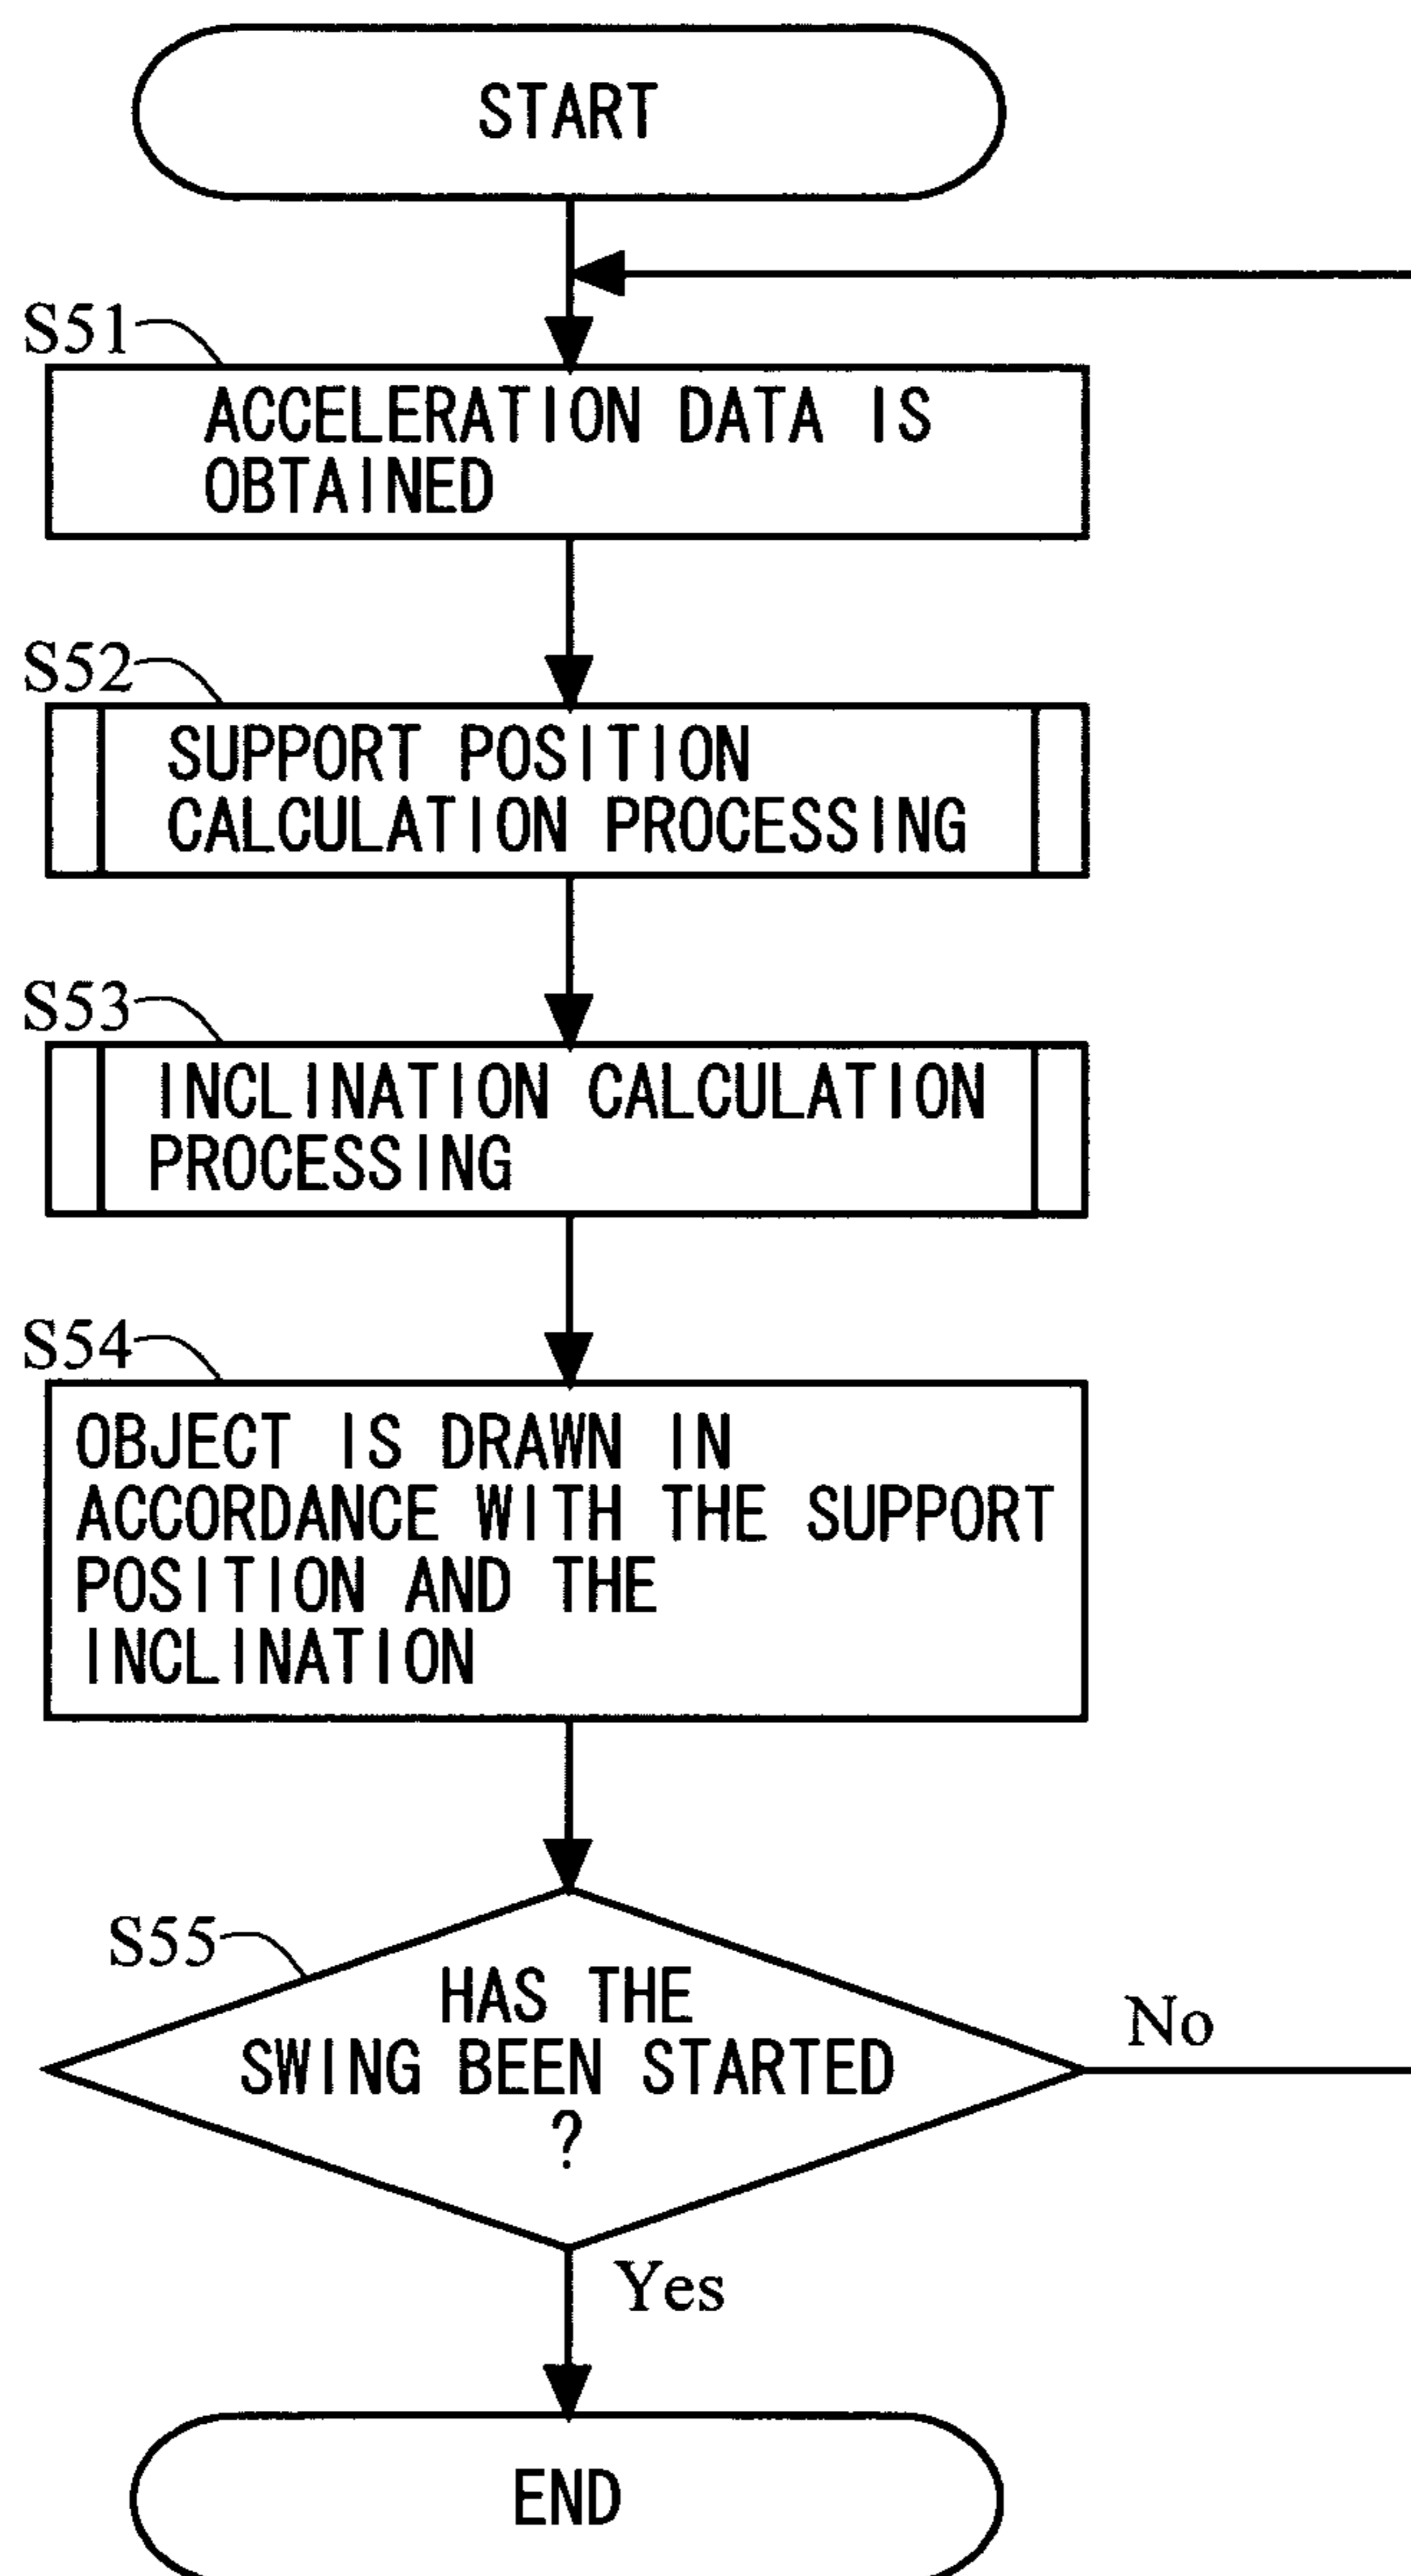 START
S51
ACCELERATION DATA IS
OBTAINED
S52
SUPPORT POSITION
CALCULATION PROCESSING
S53
INCLINATION CALCULATION
PROCESSING
S54
OBJECT IS DRAWN IN
ACCORDANCE WITH THE SUPPORT
POSITION AND THE
INCLINATION
S55
HAS THE
SWING BEEN STARTED
?
No
Yes
END